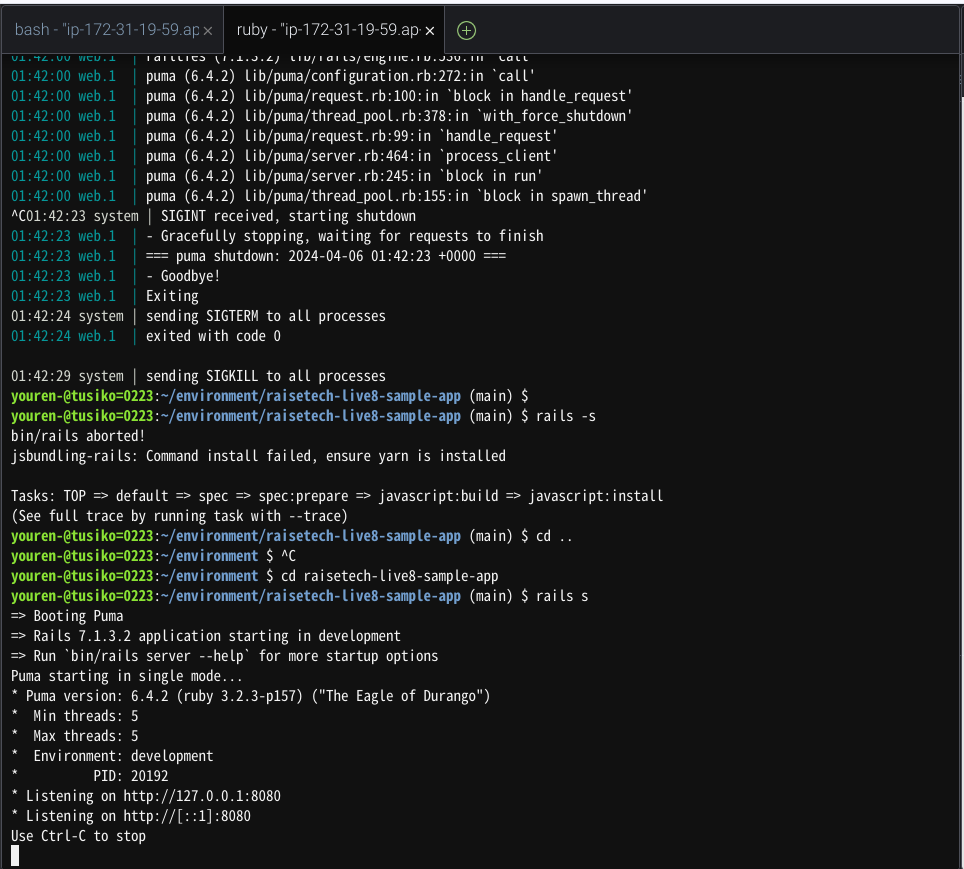 bash - "ip-172-31-19-59.ap ×
ruby - "ip-172-31-19-59.ap- ×
01:42:00 web.1 | railties (7.1.3.2) lib/rails/engine.rb:536:in `call'
01:42:00 web.1 | puma (6.4.2) lib/puma/configuration.rb:272:in `call'
01:42:00 web.1 | puma (6.4.2) lib/puma/request.rb:100:in `block in handle_request'
01:42:00 web.1 | puma (6.4.2) lib/puma/thread_pool.rb:378:in `with_force_shutdown'
01:42:00 web.1 | puma (6.4.2) lib/puma/request.rb:99:in `handle_request'
01:42:00 web.1 | puma (6.4.2) lib/puma/server.rb:464:in `process_client'
01:42:00 web.1 | puma (6.4.2) lib/puma/server.rb:245:in `block in run'
01:42:00 web.1 | puma (6.4.2) lib/puma/thread_pool.rb:155:in `block in spawn_thread'
^C01:42:23 system | SIGINT received, starting shutdown
01:42:23 web.1 | - Gracefully stopping, waiting for requests to finish
01:42:23 web.1 | === puma shutdown: 2024-04-06 01:42:23 +0000 ===
01:42:23 web.1 | - Goodbye!
01:42:23 web.1 | Exiting
01:42:24 system | sending SIGTERM to all processes
01:42:24 web.1 | exited with code 0
01:42:29 system | sending SIGKILL to all processes
youren-@tusiko=0223:~/environment/raisetech-live8-sample-app (main) $
youren-@tusiko=0223:~/environment/raisetech-live8-sample-app (main) $ rails -s
bin/rails aborted!
jsbundling-rails: Command install failed, ensure yarn is installed
Tasks: TOP => default => spec => spec:prepare => javascript:build => javascript:install
(See full trace by running task with --trace)
youren-@tusiko=0223:~/environment/raisetech-live8-sample-app (main) $ cd ..
youren-@tusiko=0223:~/environment $ ^C
youren-@tusiko=0223:~/environment $ cd raisetech-live8-sample-app
youren-@tusiko=0223:~/environment/raisetech-live8-sample-app (main) $ rails s
=> Booting Puma
=> Rails 7.1.3.2 application starting in development
=> Run `bin/rails server --help` for more startup options
Puma starting in single mode...
* Puma version: 6.4.2 (ruby 3.2.3-p157) ("The Eagle of Durango")
* Min threads: 5
* Max threads: 5
* Environment: development
* PID: 20192
* Listening on http://127.0.0.1:8080
* Listening on http://[::1]:8080
Use Ctrl-C to stop